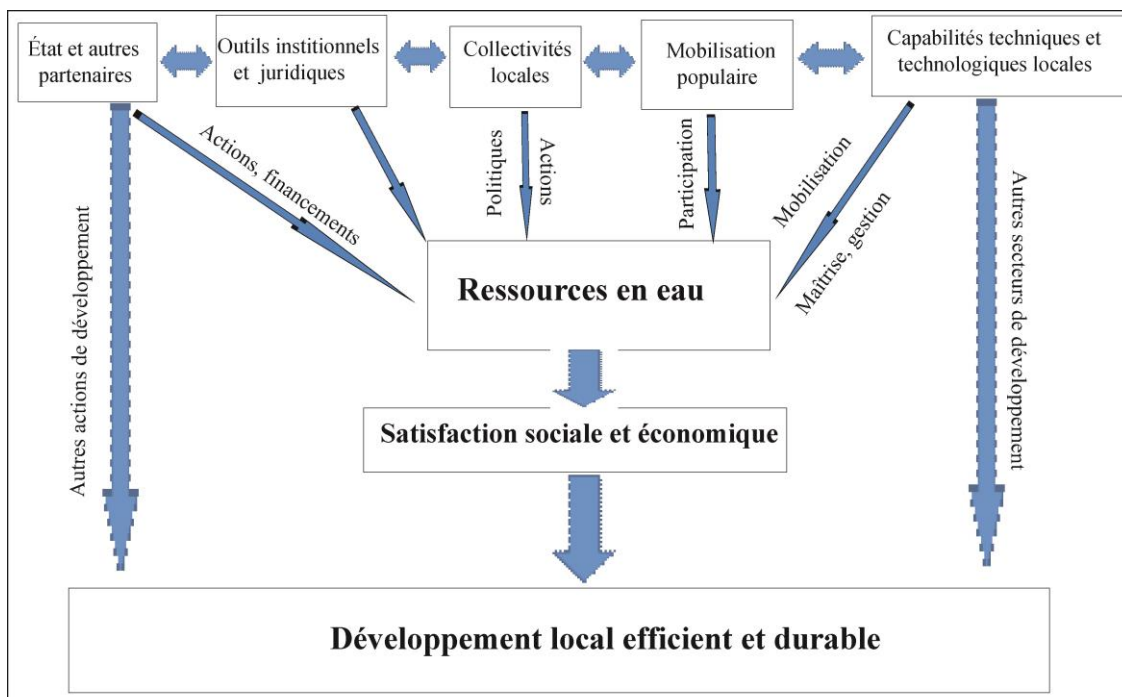 État et autres
partenaires
Outils institionnels
et juridiques
Collectivités
locales
Mobilisation
populaire
Capabilités techniques et
technologiques locales
Actions, financements
Politiques
Actions
Participation
Mobilisation
Maîtrise, gestion
Autres actions de développement
Autres secteurs de développement
Ressources en eau
Satisfaction sociale et économique
Développement local efficient et durable